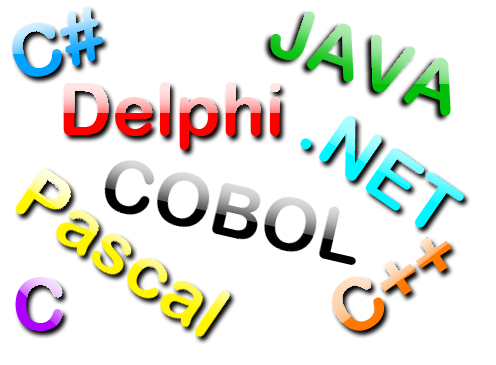 C#
JAVA
Delphi
.NET
COBOL
Pascal
C++
C